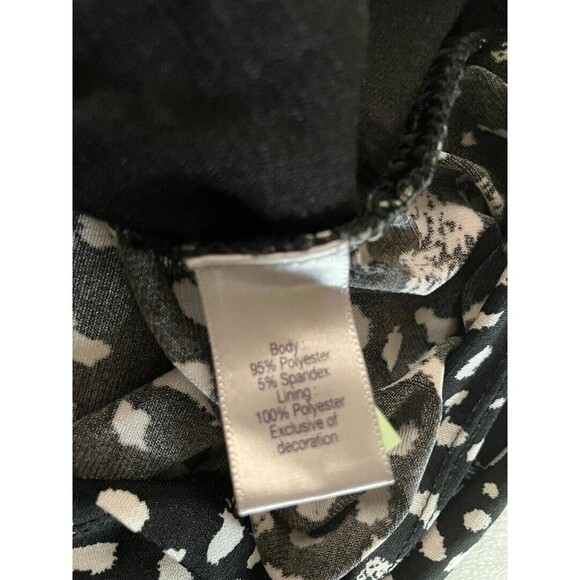 Body :
95% Polyester
5% Spandex
Lining :
100% Polyester
Exclusive of
decoration